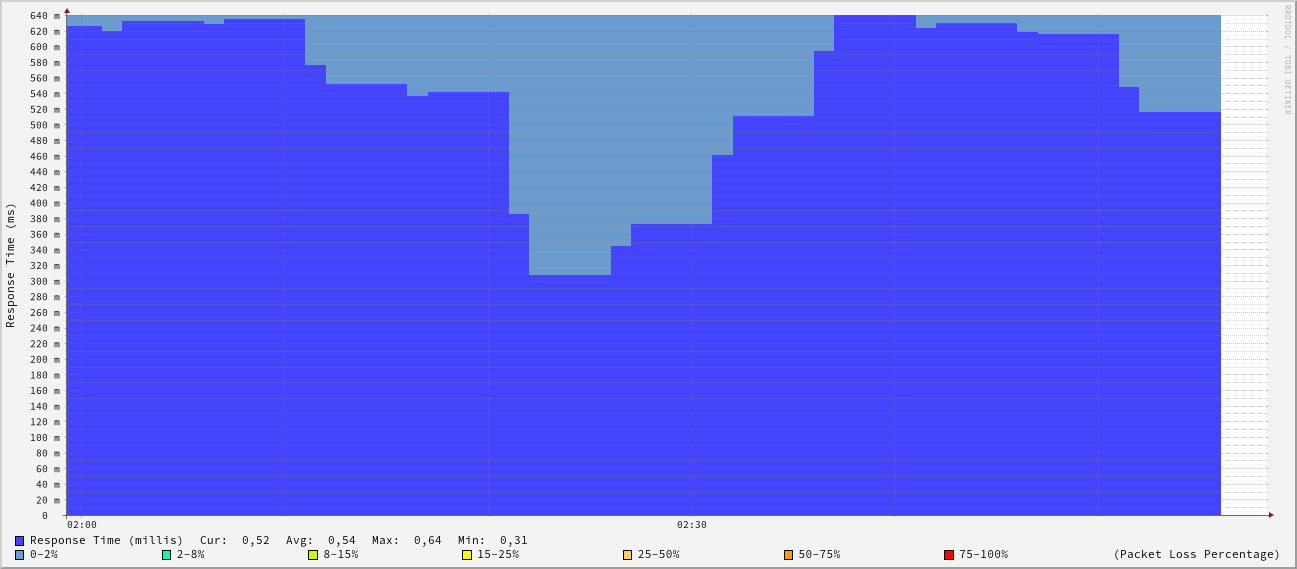 640 m
620 m
600 m
580 m
560 m
540 m
520 m
500 m
480 m
460 m
440 m
420 m
400 m
380 m
360 m
340 m
320 m
300 m
280 m
260 m
240 m
220 m
200 m
180 m
160 m
140 m
120 m
100 m
80 m
60 m
40 m
20 m
0
Response Time (ms)
RRDTOOL / TOBI OETIKER
02:00 02:30
Response Time (millis) Cur: 0,52 Avg: 0,54 Max: 0,64 Min: 0,31
0-2% 2-8% 8-15% 15-25% 25-50% 50-75% 75-100% (Packet Loss Percentage)